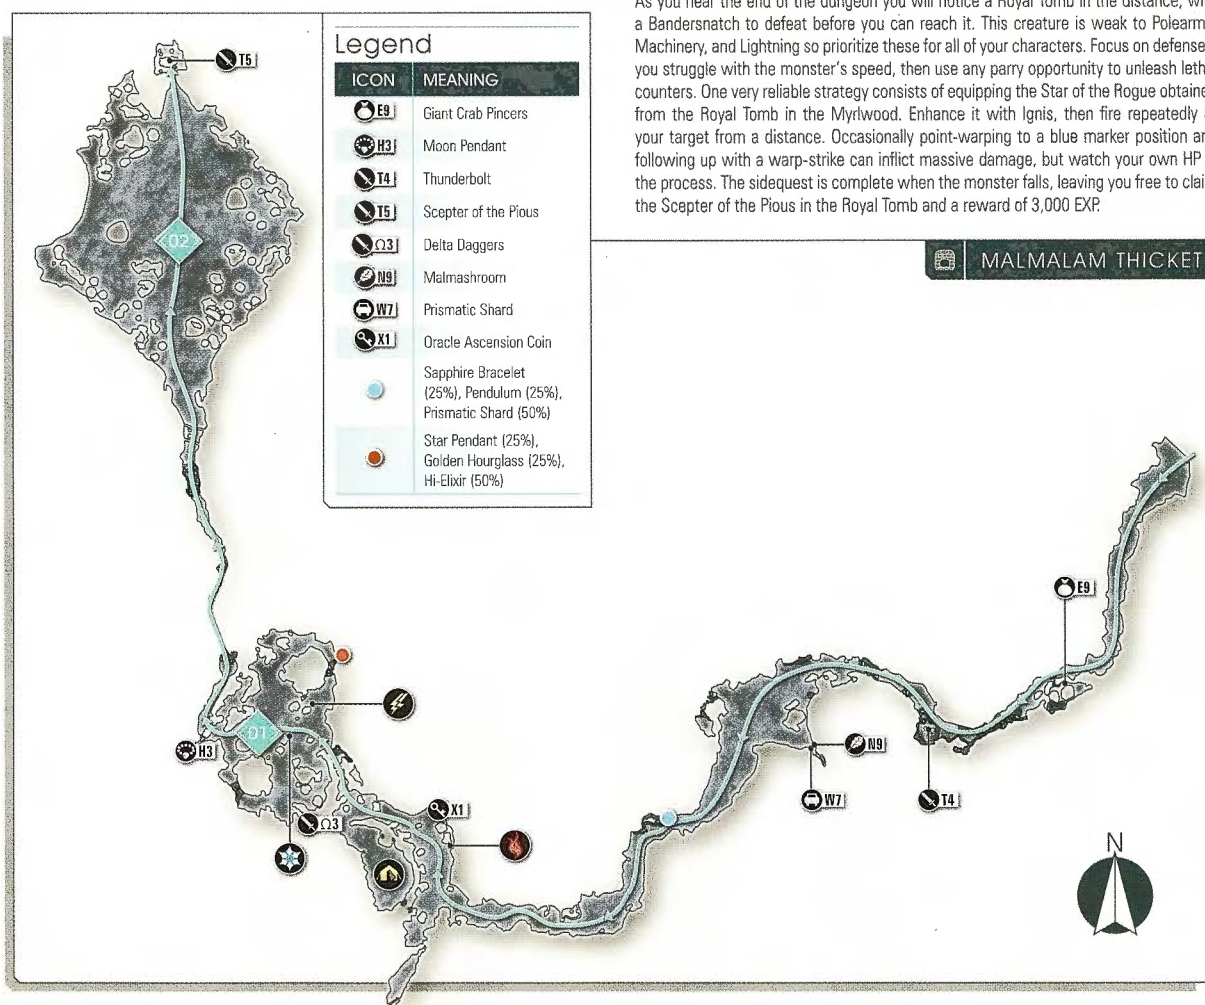 As you near the end of the dungeon you will notice a Royal Tomb in the distance,
a Bandersnatch to defeat before you can reach it. This creature is weak to
Machinery, and Lightning so prioritize these for all of your characters. Focus on defense
you struggle with the monster's speed, then use any parry opportunity to unleash
counters. One very reliable strategy consists of equipping the Star of the Rogue
from the Royal Tomb in the Myrlwood. Enhance it with Ignis, then fire repeatedly
your target from a distance. Occasionally point-warping to a blue marker position
following up with a warp-strike can inflict massive damage, but watch your own HP
the process. The sidequest is complete when the monster falls, leaving you free to
the Scepter of the Pious in the Royal Tomb and a reward of 3,000 EXP.
MALMALAM THICKET
Legend
ICON MEANING
E9 Giant Crab Pincers
H3 Moon Pendant
T4 Thunderbolt
T5 Scepter of the Pious
Ω3 Delta Daggers
N9 Malmashroom
W7 Prismatic Shard
X1 Oracle Ascension Coin
Sapphire Bracelet
(25%), Pendulum (25%),
Prismatic Shard (50%)
Star Pendant (25%),
Golden Hourglass (25%),
Hi-Elixir (50%)
T5
02
E9
01
H3
N9
W7
T4
X1
Ω3
N